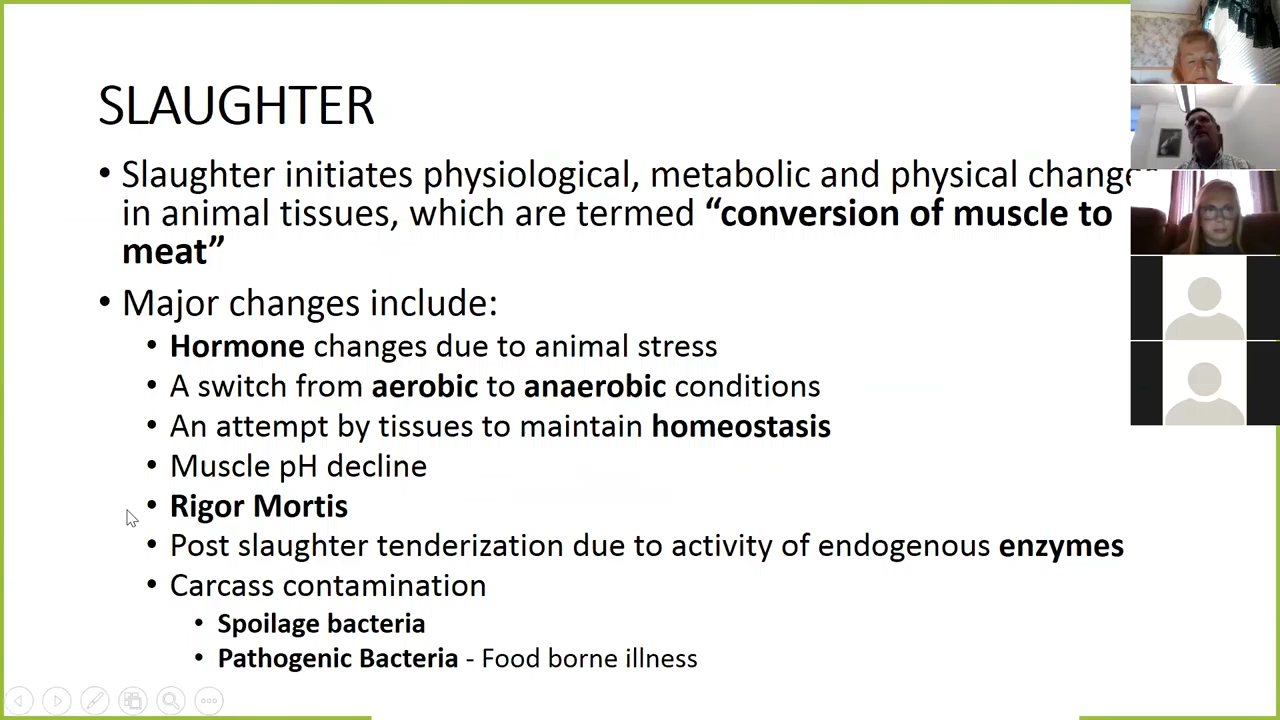 SLAUGHTER
• Slaughter initiates physiological, metabolic and physical change
in animal tissues, which are termed “conversion of muscle to
meat”
• Major changes include:
• Hormone changes due to animal stress
• A switch from aerobic to anaerobic conditions
• An attempt by tissues to maintain homeostasis
• Muscle pH decline
• Rigor Mortis
• Post slaughter tenderization due to activity of endogenous enzymes
• Carcass contamination
• Spoilage bacteria
• Pathogenic Bacteria - Food borne illness